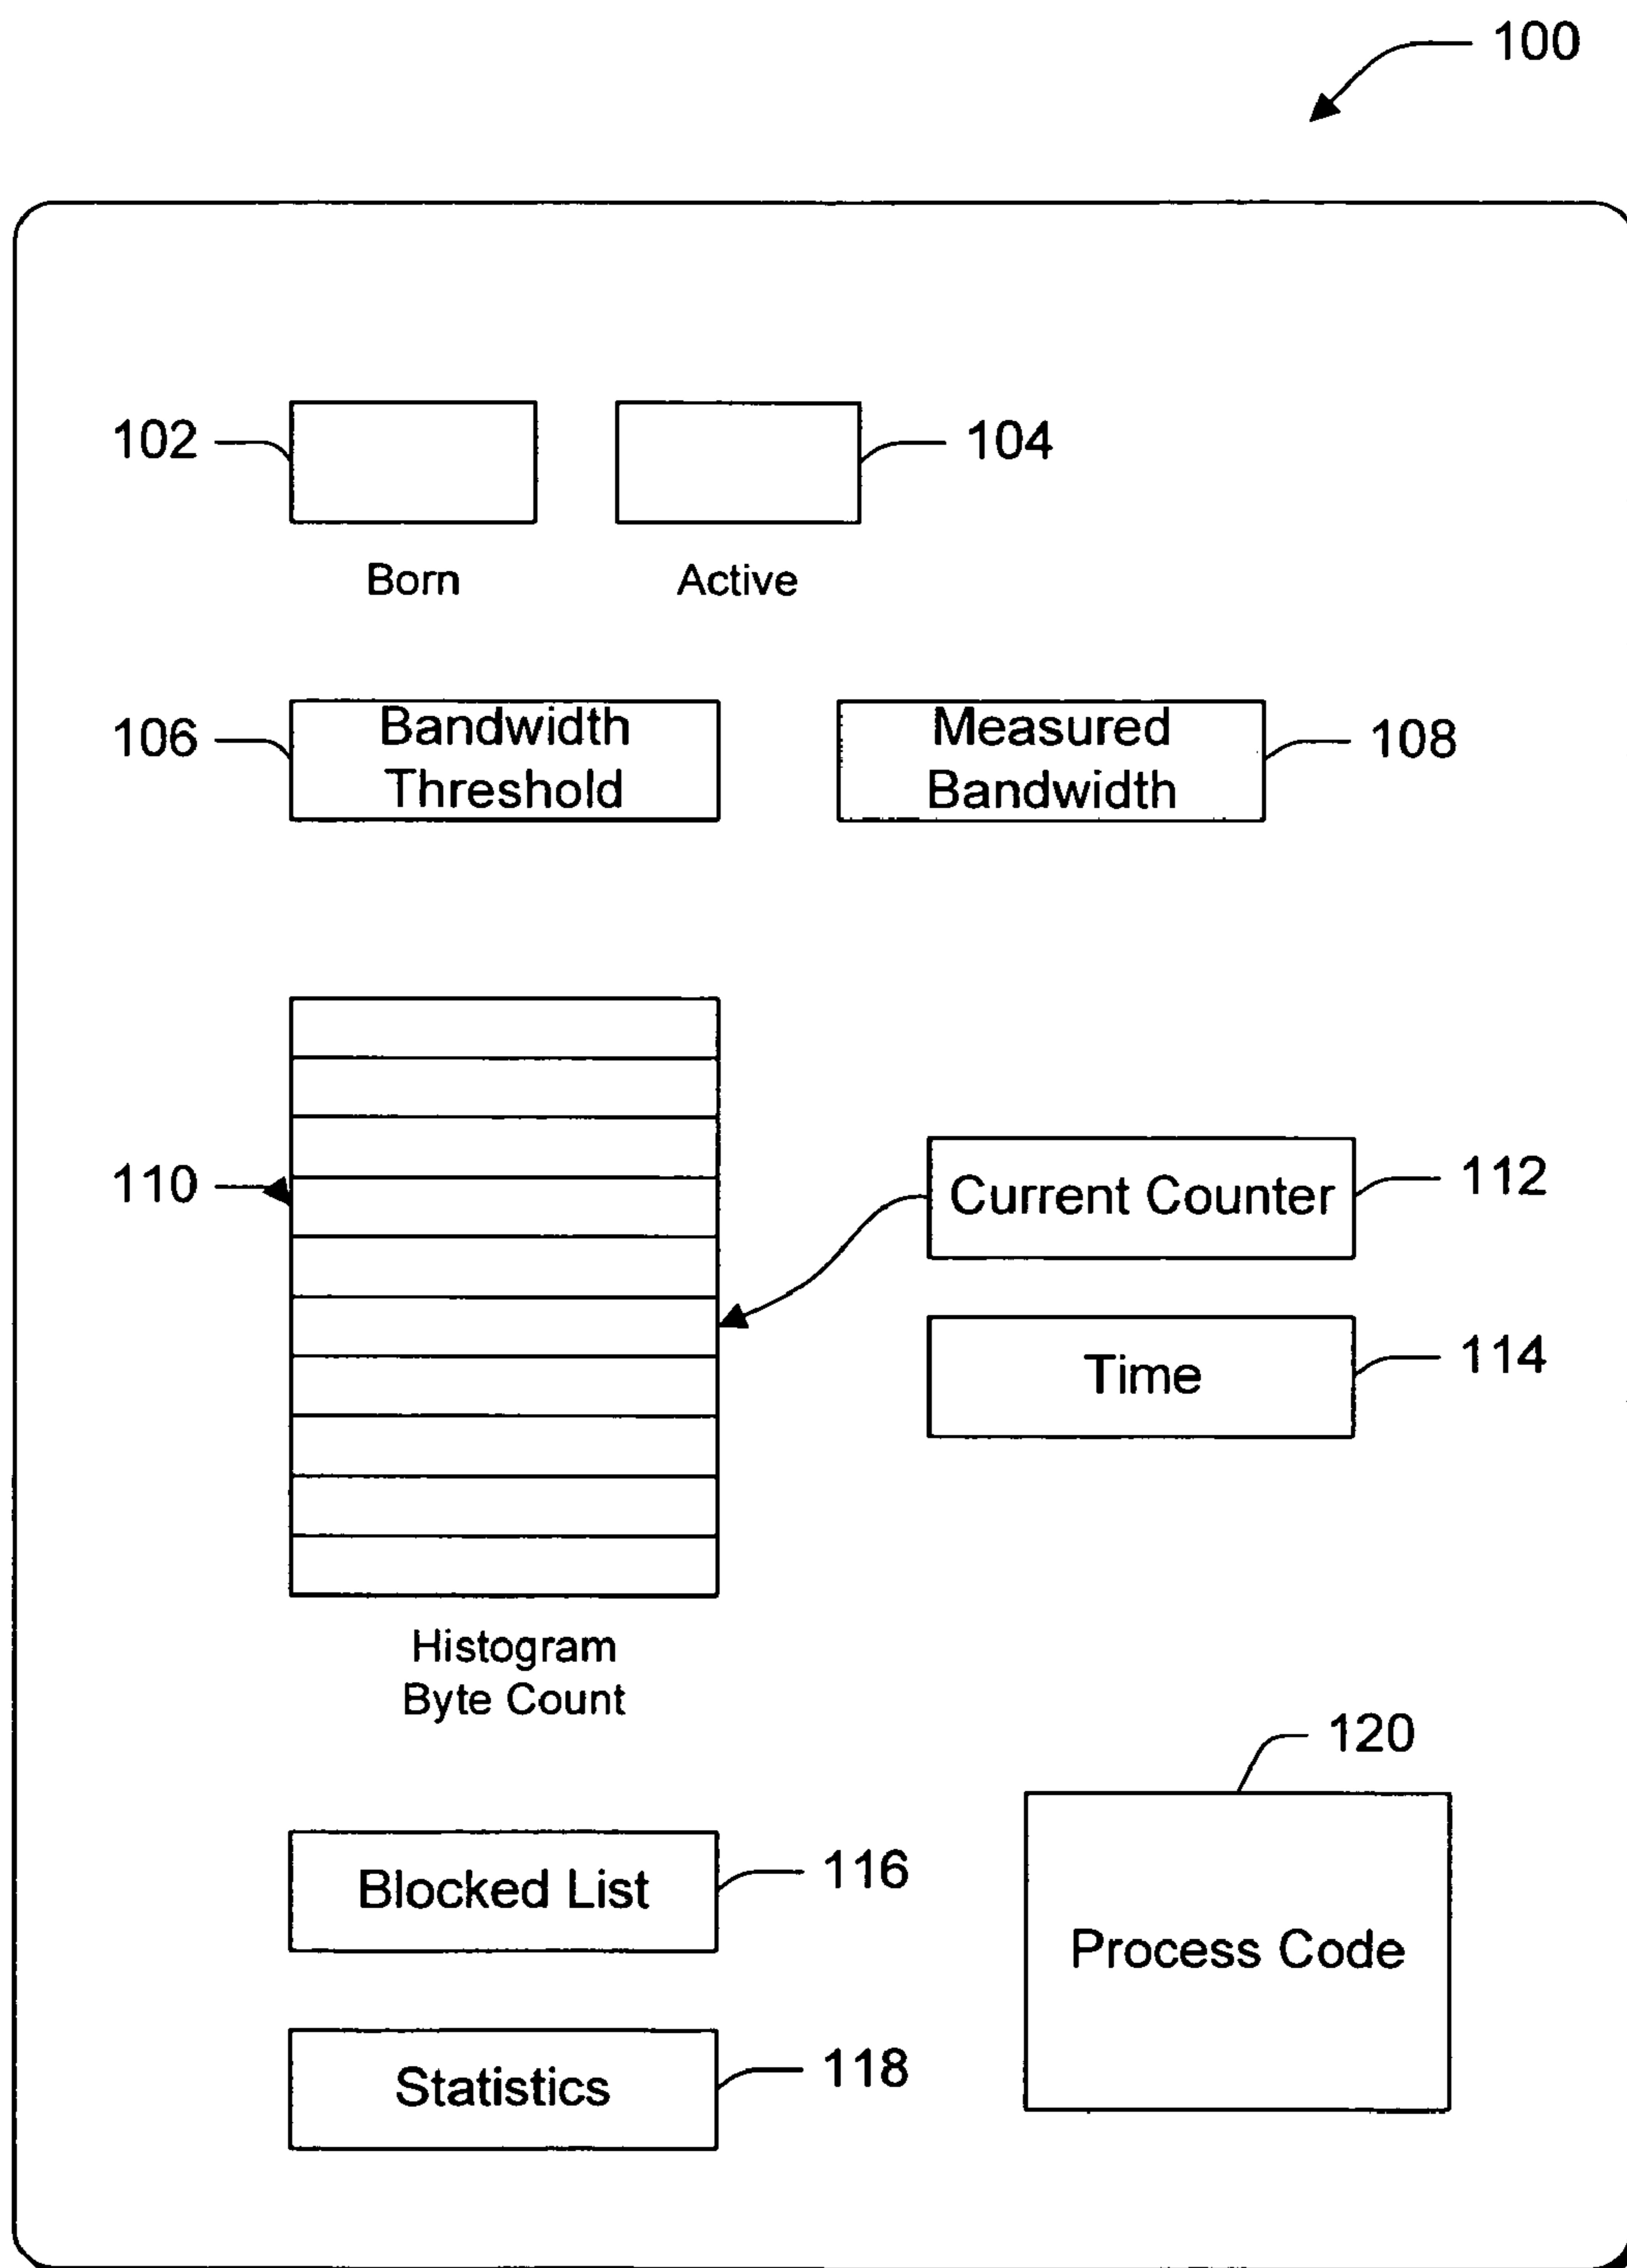 100
102
104
Born
Active
106
Bandwidth
Threshold
Measured
Bandwidth
108
110
Current Counter
112
Time
114
Histogram
Byte Count
120
Blocked List
116
Process Code
Statistics
118